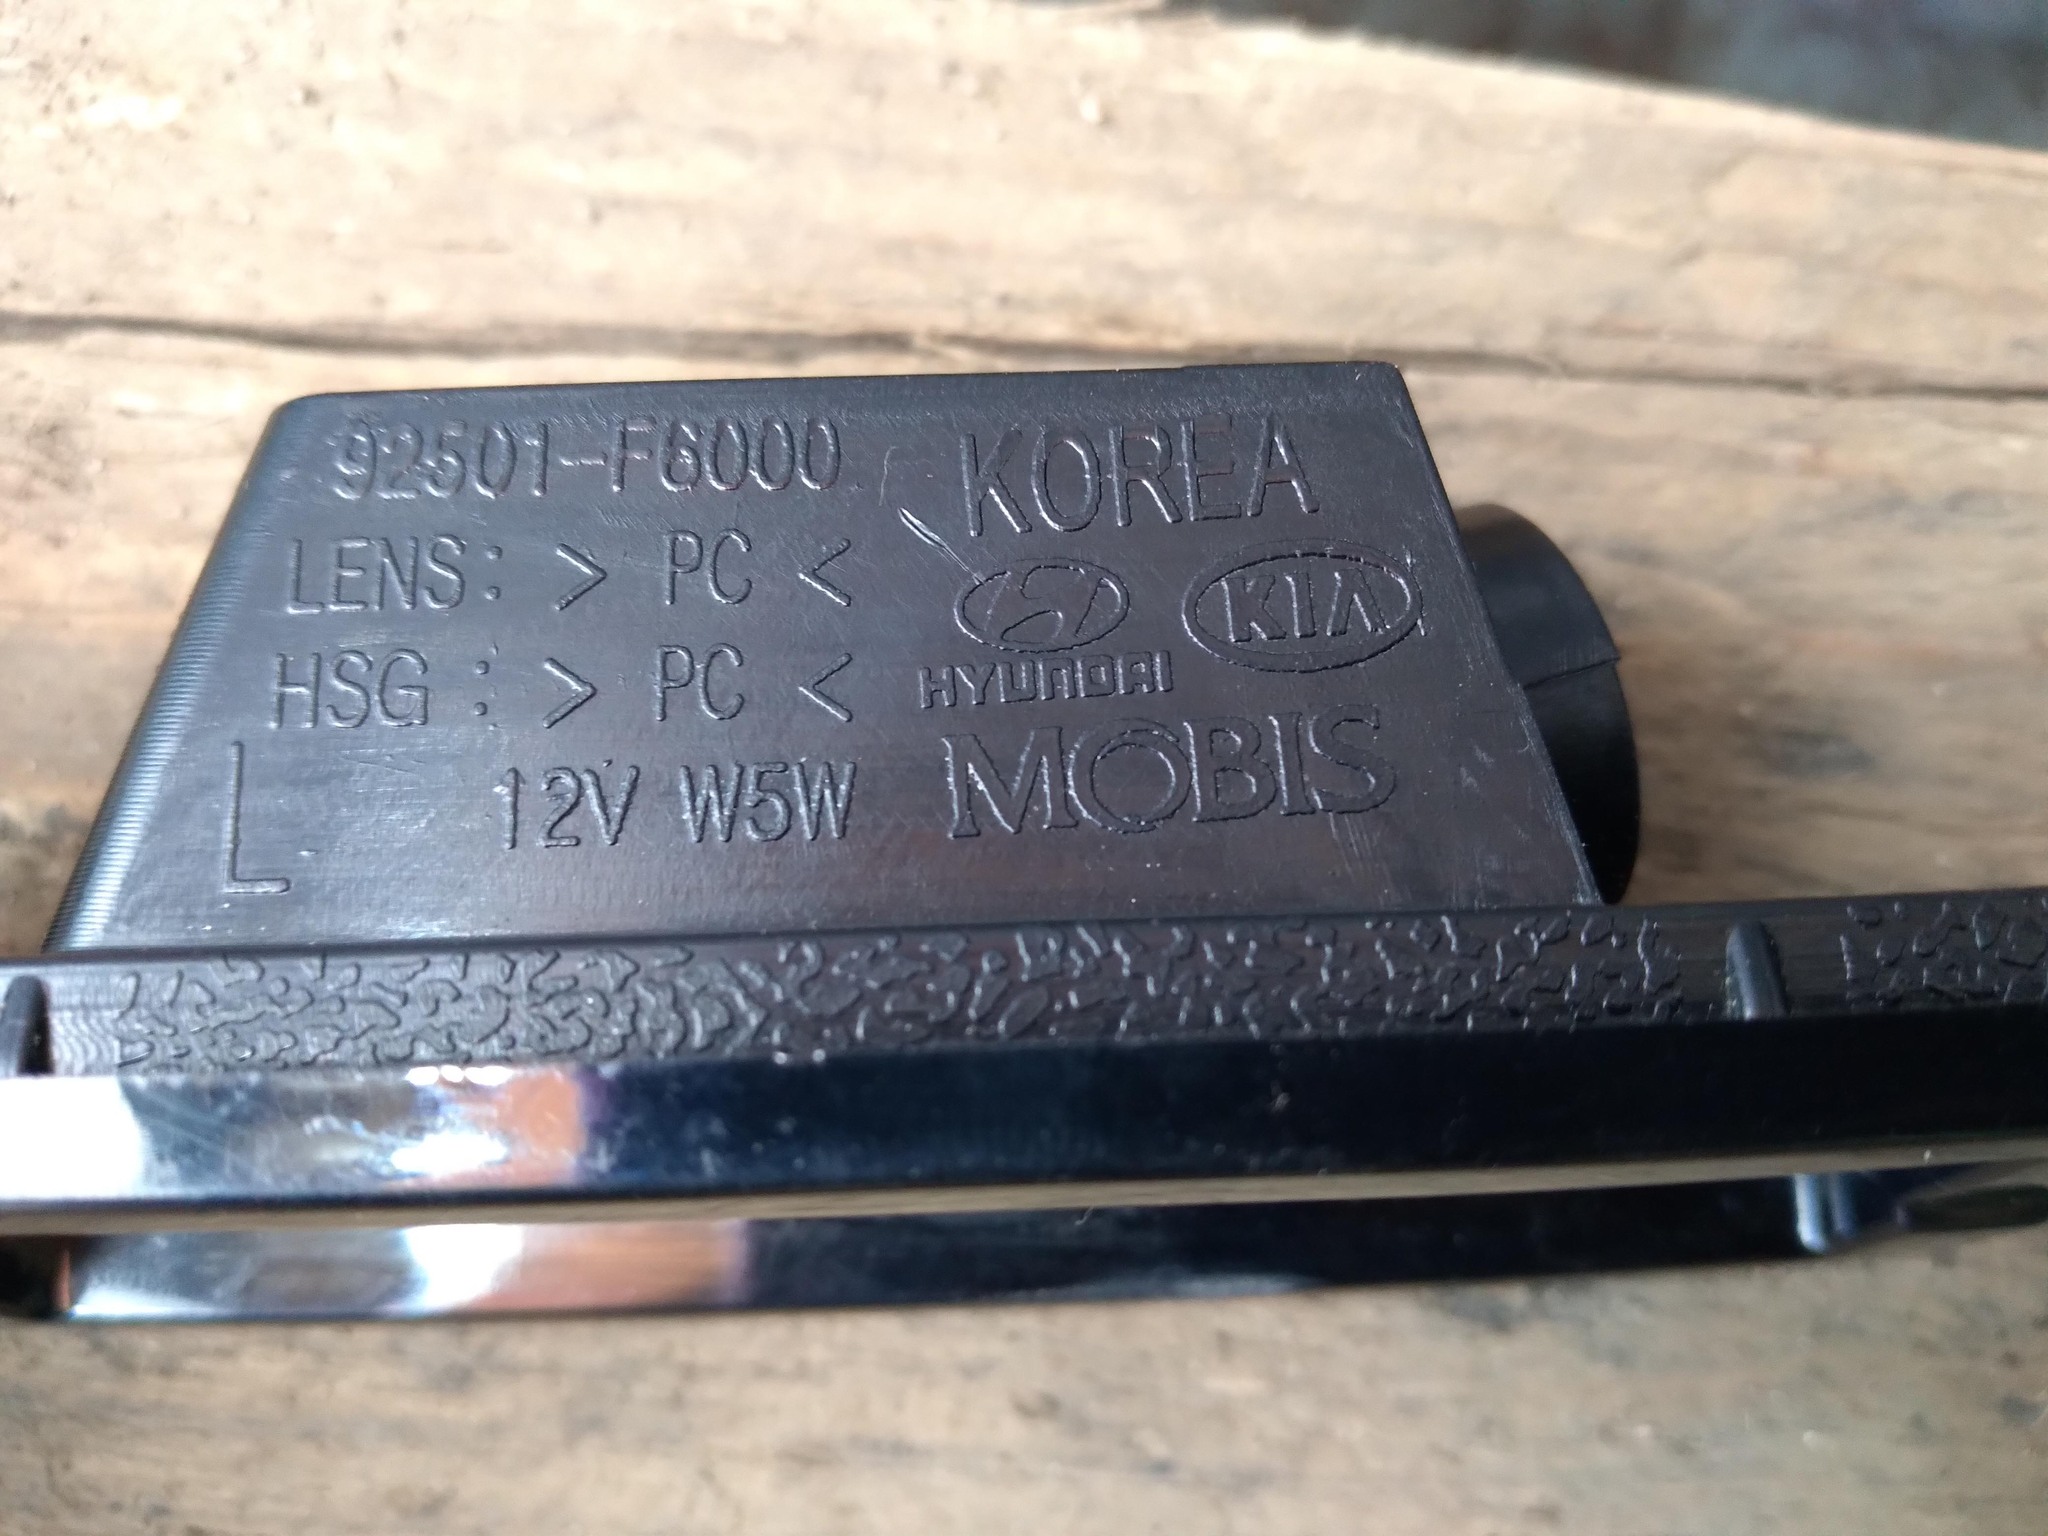 92501-F6000
LENS: > PC <
HSG : > PC <
L 12V W5W
KOREA
KIA
HYUNDAI
MOBIS